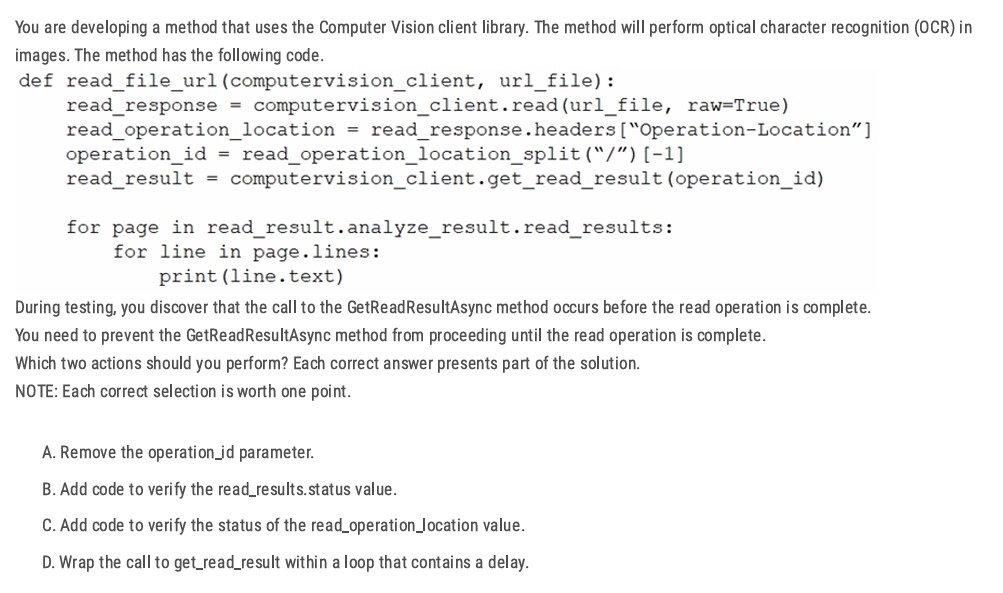 You are developing a method that uses the Computer Vision client library. The method will perform optical character recognition (OCR) in
images. The method has the following code.
def read_file_url(computervision_client, url_file):
    read_response = computervision_client.read(url_file, raw=True)
    read_operation_location = read_response.headers[“Operation-Location”]
    operation_id = read_operation_location_split(“/”)[-1]
    read_result = computervision_client.get_read_result(operation_id)

    for page in read_result.analyze_result.read_results:
        for line in page.lines:
            print(line.text)
During testing, you discover that the call to the GetReadResultAsync method occurs before the read operation is complete.
You need to prevent the GetReadResultAsync method from proceeding until the read operation is complete.
Which two actions should you perform? Each correct answer presents part of the solution.
NOTE: Each correct selection is worth one point.
A. Remove the operation_id parameter.
B. Add code to verify the read_results.status value.
C. Add code to verify the status of the read_operation_location value.
D. Wrap the call to get_read_result within a loop that contains a delay.